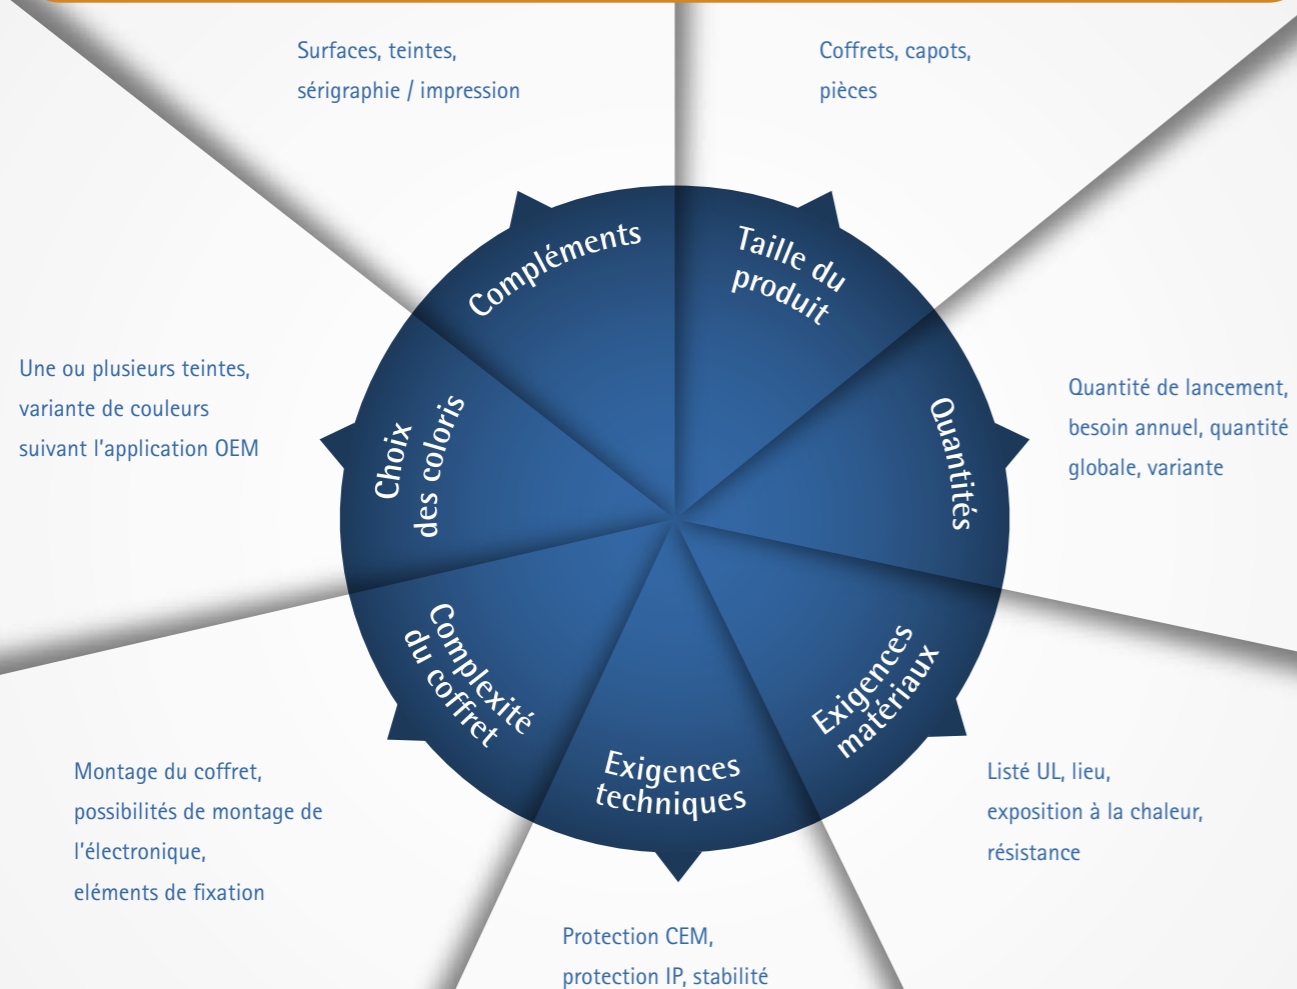 Surfaces, teintes,
sérigraphie / impression
Coffrets, capots,
pièces
Compléments
Taille du
produit
Une ou plusieurs teintes,
variante de couleurs
suivant l'application OEM
Choix
des coloris
Quantités
Quantité de lancement,
besoin annuel, quantité
globale, variante
Complexité
du coffret
Exigences
techniques
Exigences
matériaux
Montage du coffret,
possibilités de montage de
l'électronique,
eléments de fixation
Listé UL, lieu,
exposition à la chaleur,
résistance
Protection CEM,
protection IP, stabilité